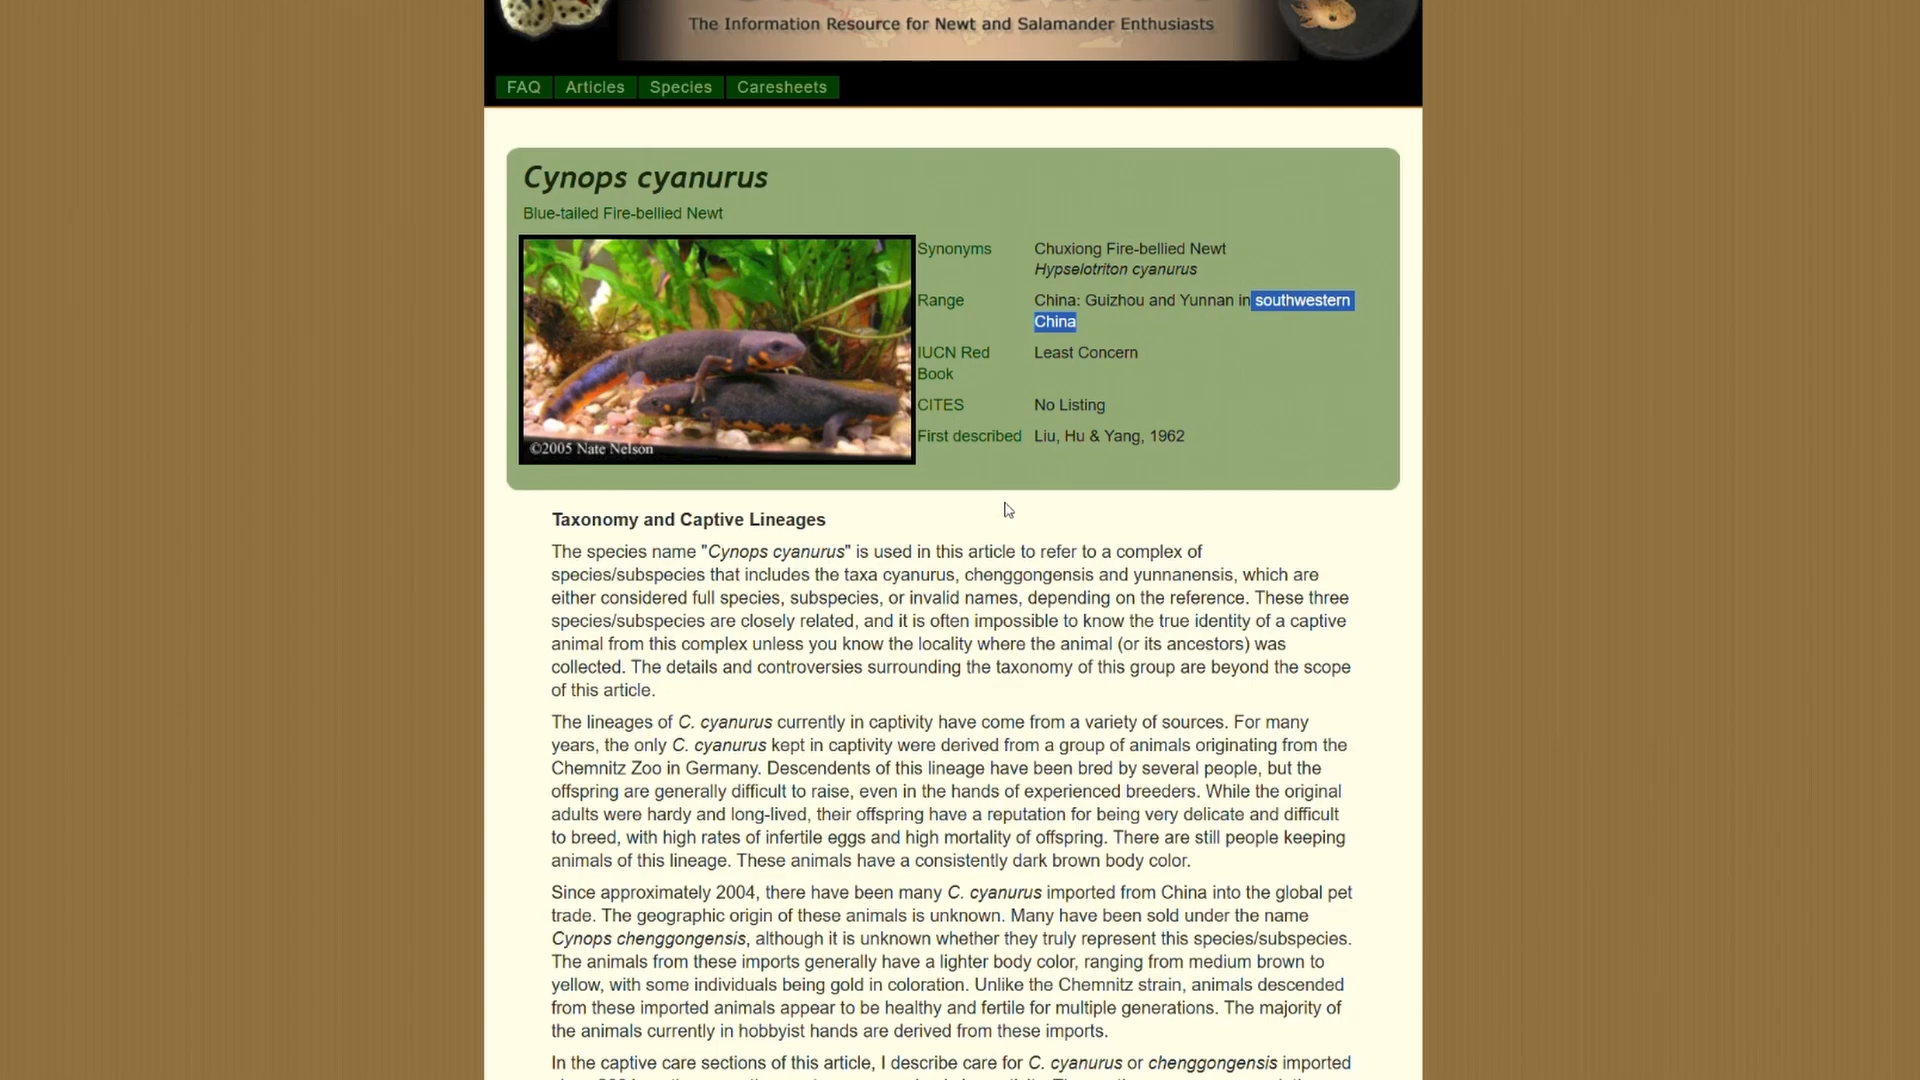 The Information Resource for Newt and Salamander Enthusiasts
FAQ Articles Species Caresheets
Cynops cyanurus
Blue-tailed Fire-bellied Newt
©2005 Nate Nelson
Synonyms Chuxiong Fire-bellied Newt
Hypselotriton cyanurus
Range China: Guizhou and Yunnan in southwestern
China
IUCN Red Least Concern
Book
CITES No Listing
First described Liu, Hu & Yang, 1962
Taxonomy and Captive Lineages
The species name "Cynops cyanurus" is used in this article to refer to a complex of
species/subspecies that includes the taxa cyanurus, chenggongensis and yunnanensis, which are
either considered full species, subspecies, or invalid names, depending on the reference. These three
species/subspecies are closely related, and it is often impossible to know the true identity of a captive
animal from this complex unless you know the locality where the animal (or its ancestors) was
collected. The details and controversies surrounding the taxonomy of this group are beyond the scope
of this article.
The lineages of C. cyanurus currently in captivity have come from a variety of sources. For many
years, the only C. cyanurus kept in captivity were derived from a group of animals originating from the
Chemnitz Zoo in Germany. Descendents of this lineage have been bred by several people, but the
offspring are generally difficult to raise, even in the hands of experienced breeders. While the original
adults were hardy and long-lived, their offspring have a reputation for being very delicate and difficult
to breed, with high rates of infertile eggs and high mortality of offspring. There are still people keeping
animals of this lineage. These animals have a consistently dark brown body color.
Since approximately 2004, there have been many C. cyanurus imported from China into the global pet
trade. The geographic origin of these animals is unknown. Many have been sold under the name
Cynops chenggongensis, although it is unknown whether they truly represent this species/subspecies.
The animals from these imports generally have a lighter body color, ranging from medium brown to
yellow, with some individuals being gold in coloration. Unlike the Chemnitz strain, animals descended
from these imported animals appear to be healthy and fertile for multiple generations. The majority of
the animals currently in hobbyist hands are derived from these imports.
In the captive care sections of this article, I describe care for C. cyanurus or chenggongensis imported